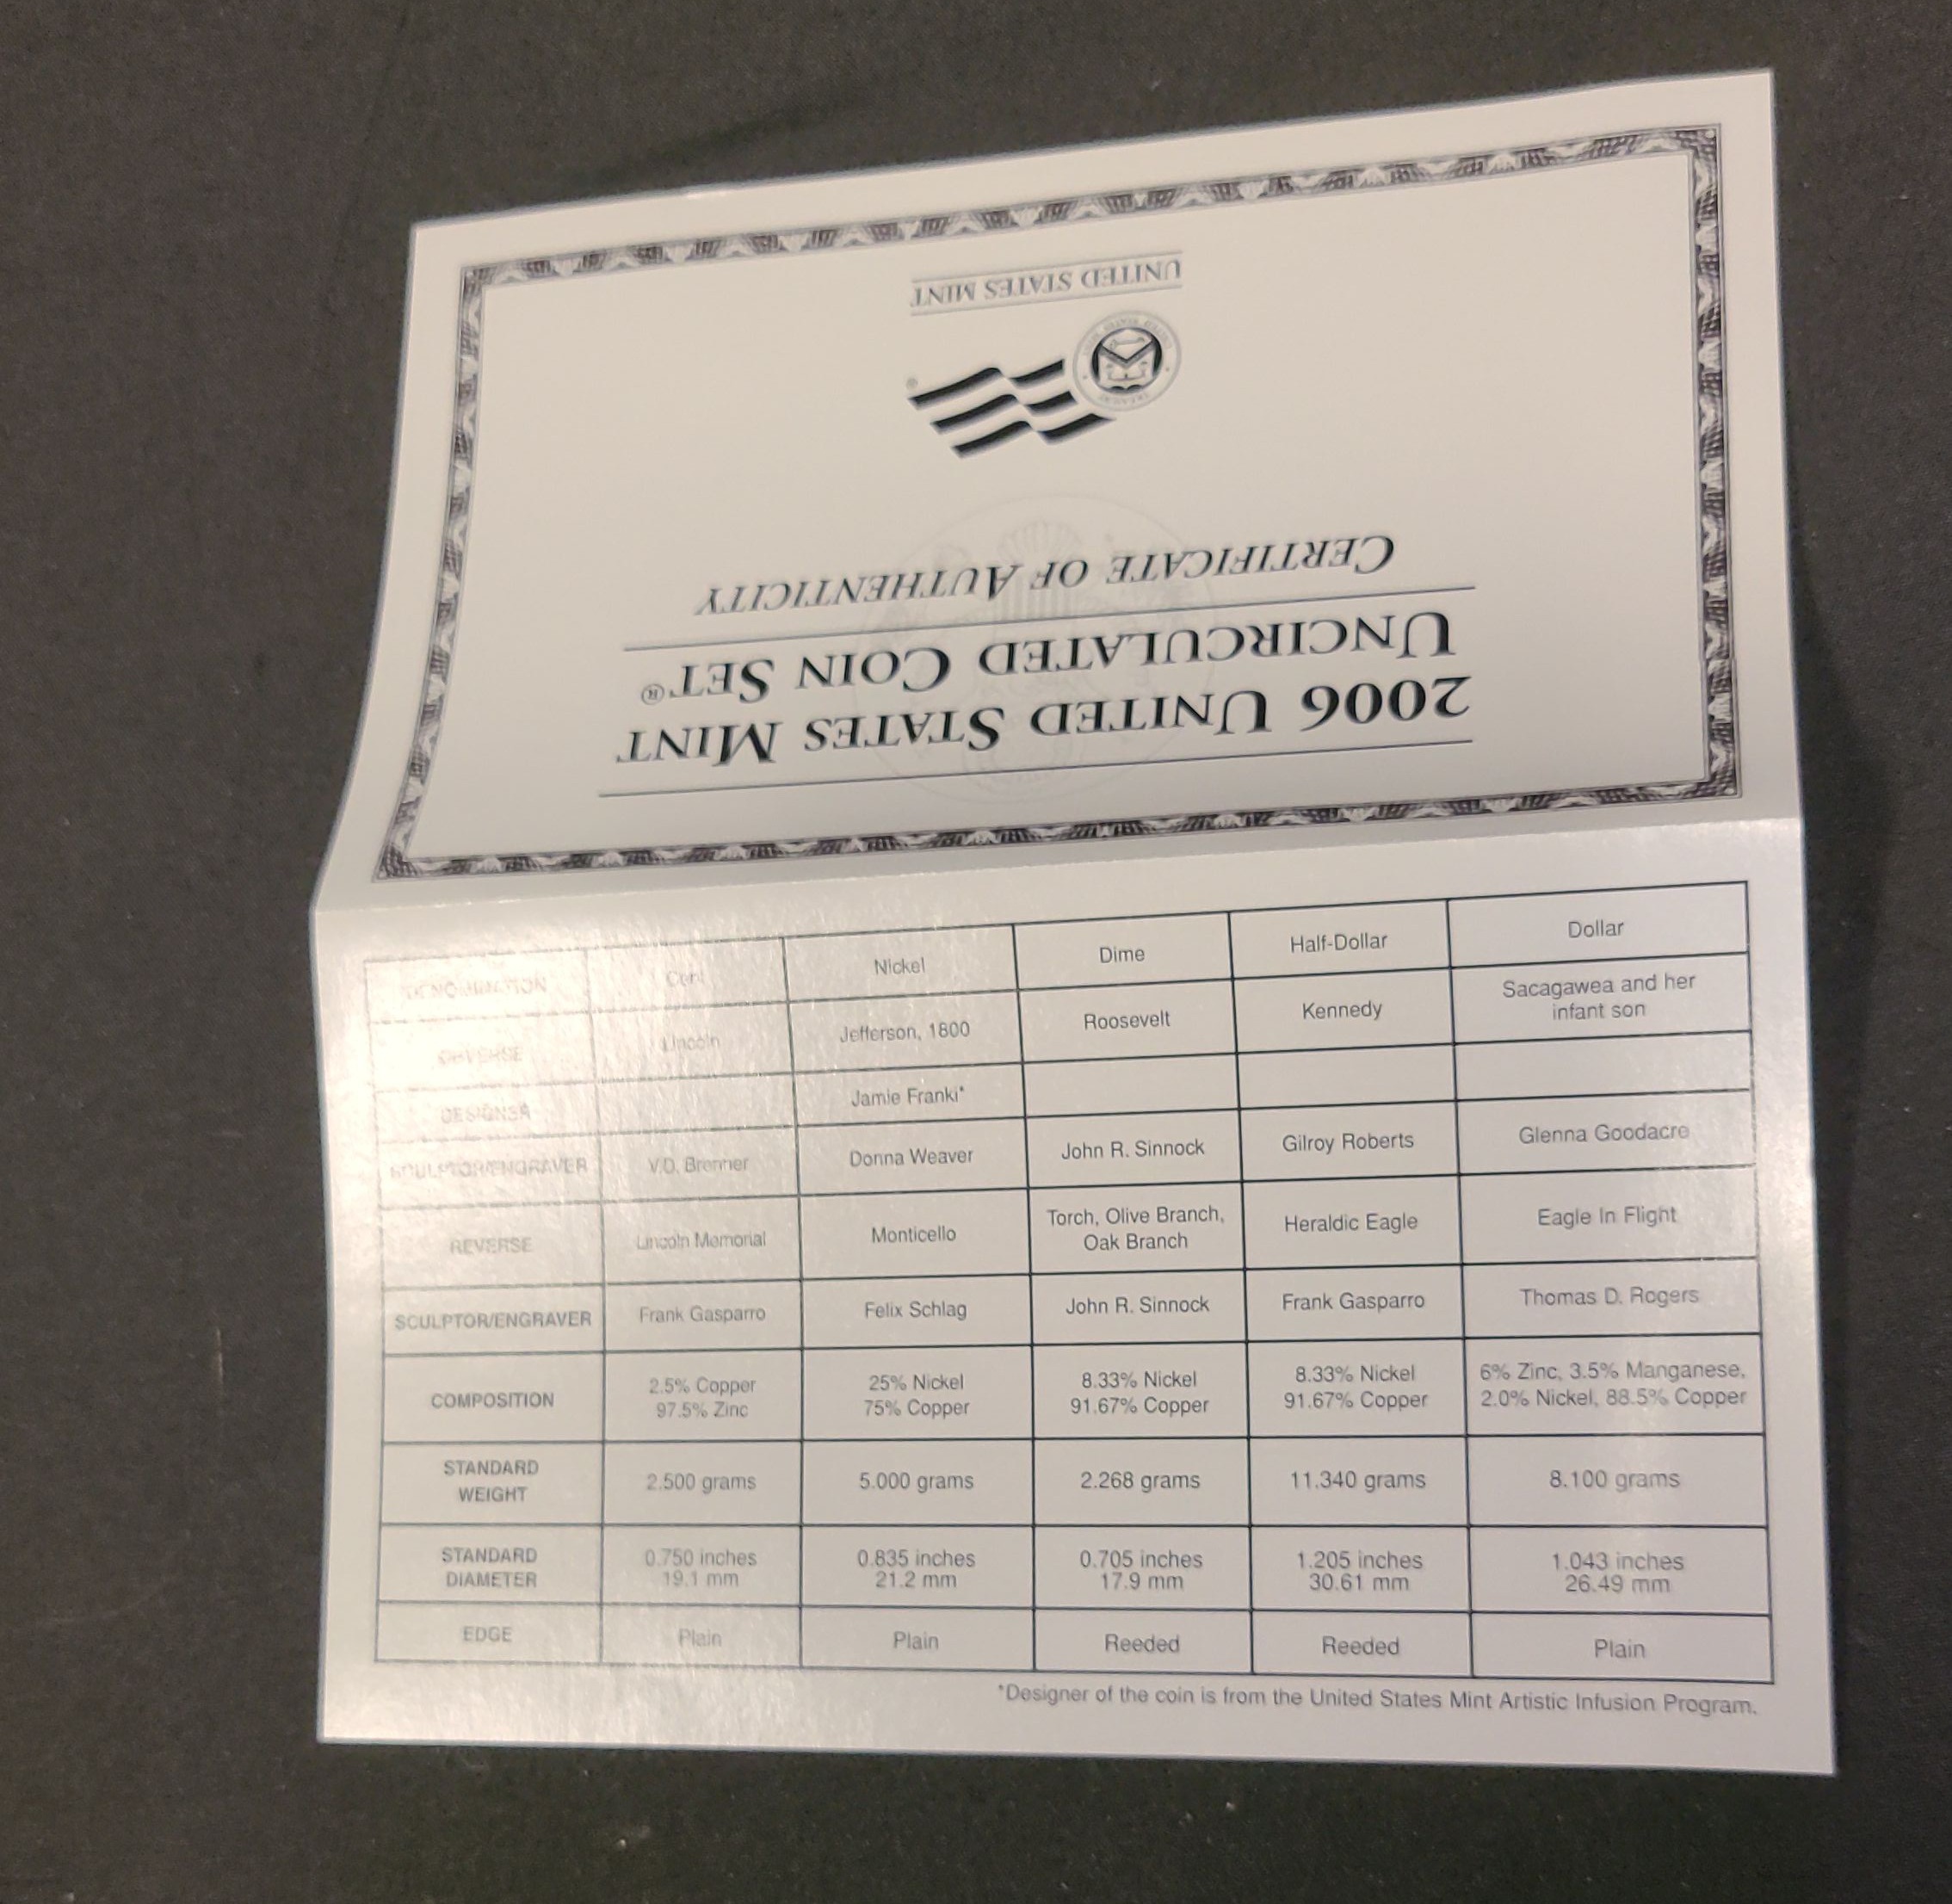 2006 UNITED STATES MINT
UNCIRCULATED COIN SET®
CERTIFICATE OF AUTHENTICITY
UNITED STATES MINT
DENOMINATION Cent Nickel Dime Half-Dollar Dollar
OBVERSE Lincoln Jefferson, 1800 Roosevelt Kennedy Sacagawea and her
infant son
DESIGNER Jamie Franki*
SCULPTOR/ENGRAVER V.D. Brenner Donna Weaver John R. Sinnock Gilroy Roberts Glenna Goodacre
REVERSE Lincoln Memorial Monticello Torch, Olive Branch, Heraldic Eagle Eagle In Flight
Oak Branch
SCULPTOR/ENGRAVER Frank Gasparro Felix Schlag John R. Sinnock Frank Gasparro Thomas D. Rogers
COMPOSITION 2.5% Copper 25% Nickel 8.33% Nickel 8.33% Nickel 6% Zinc, 3.5% Manganese,
97.5% Zinc 75% Copper 91.67% Copper 91.67% Copper 2.0% Nickel, 88.5% Copper
STANDARD
WEIGHT 2.500 grams 5.000 grams 2.268 grams 11.340 grams 8.100 grams
STANDARD 0.750 inches 0.835 inches 0.705 inches 1.205 inches 1.043 inches
DIAMETER 19.1 mm 21.2 mm 17.9 mm 30.61 mm 26.49 mm
EDGE Plain Plain Reeded Reeded Plain
*Designer of the coin is from the United States Mint Artistic Infusion Program.